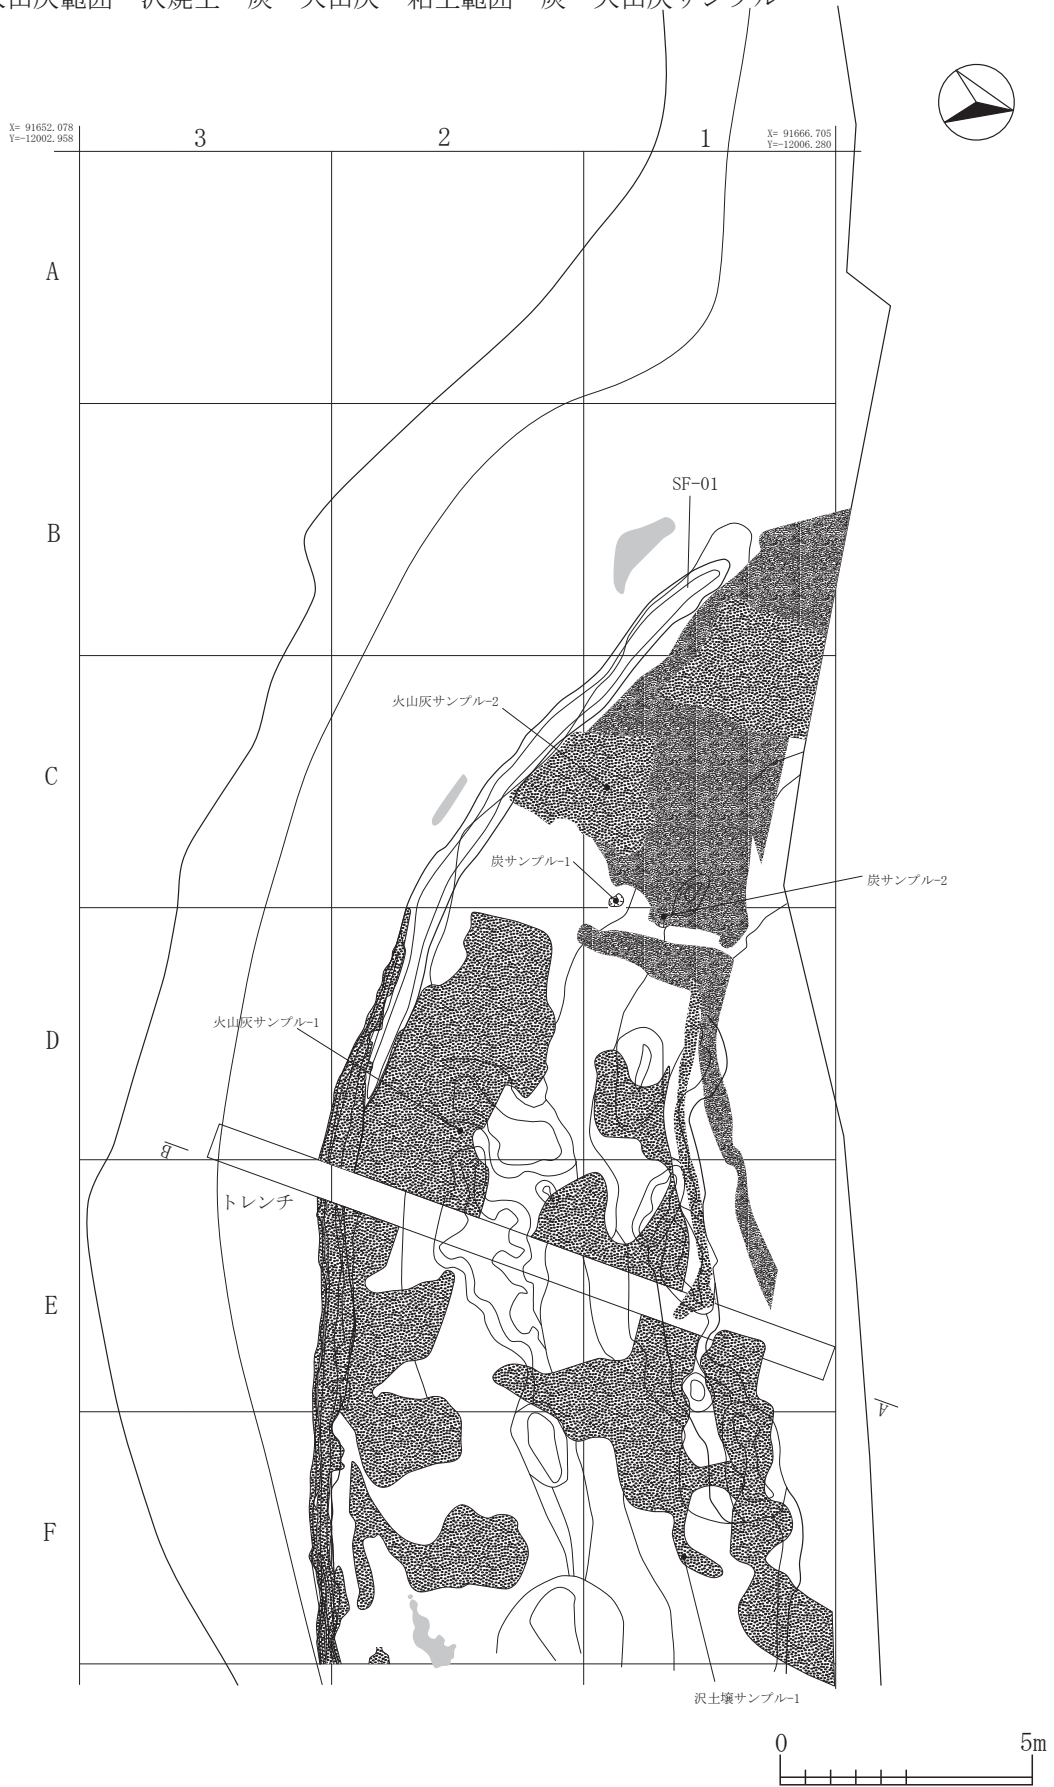 火山灰範囲　沢焼土　炭　火山灰　粘土範囲　炭　火山灰サンプル
X= 91652.078
Y=-12002.958
3
2
1
X= 91666.705
Y=-12006.280
A
B
SF-01
火山灰サンプル-2
C
炭サンプル-1
炭サンプル-2
D
火山灰サンプル-1
B
トレンチ
E
A
F
沢土壌サンプル-1
0
5m